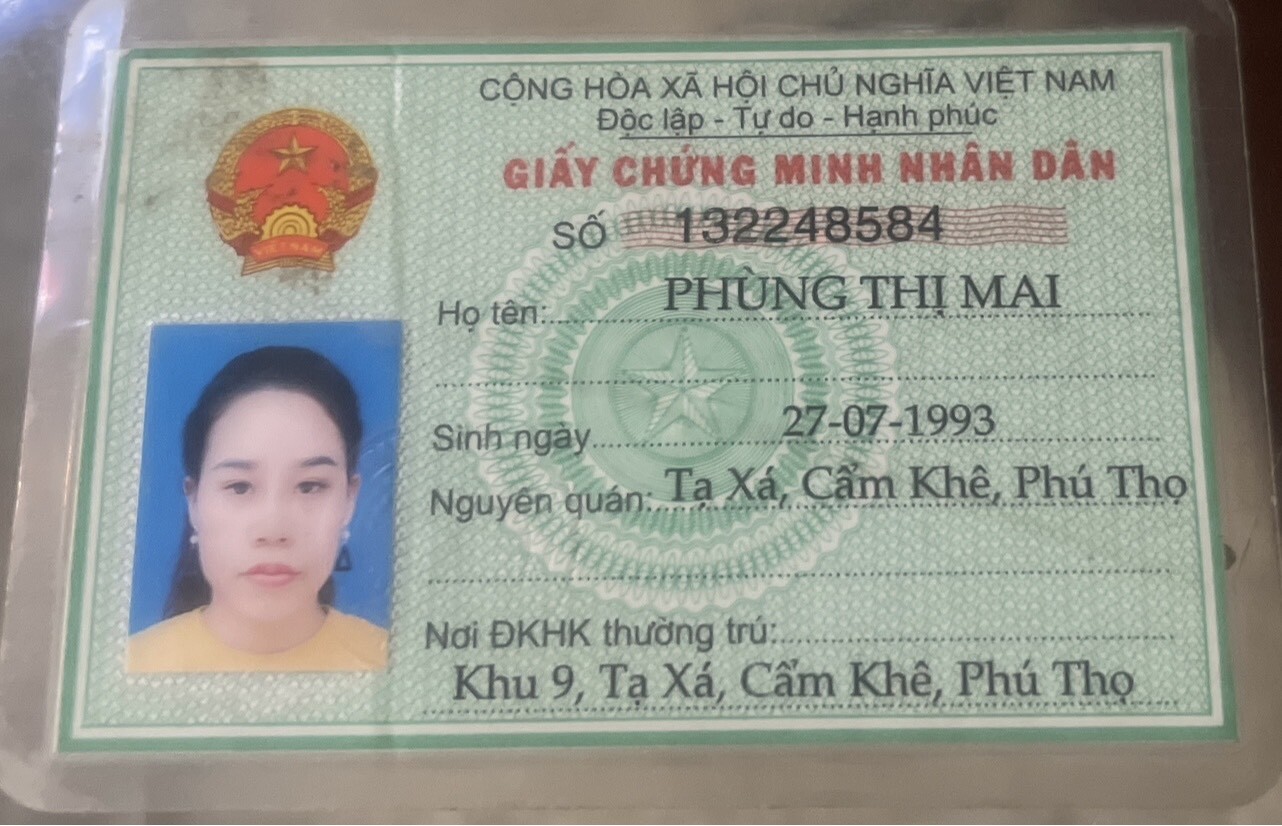 CỘNG HÒA XÃ HỘI CHỦ NGHĨA VIỆT NAM
Độc lập - Tự do - Hạnh phúc
GIẤY CHỨNG MINH NHÂN DÂN
SỐ 132248584
Họ tên: PHÙNG THỊ MAI
Sinh ngày 27-07-1993
Nguyên quán: Tạ Xá, Cẩm Khê, Phú Thọ
Nơi ĐKHK thường trú:
Khu 9, Tạ Xá, Cẩm Khê, Phú Thọ
VIỆT NAM